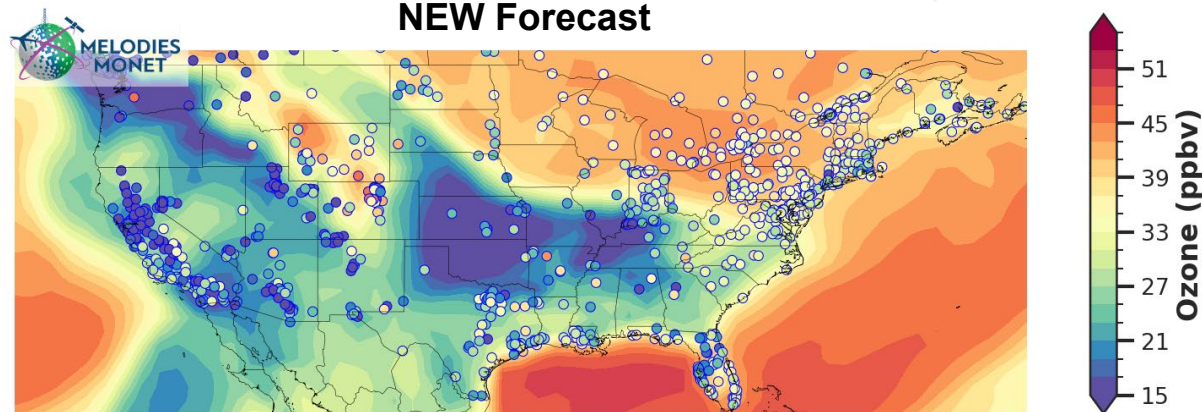 NEW Forecast
MELODIES
MONET
51
45
39
33
27
21
15
Ozone (ppbv)